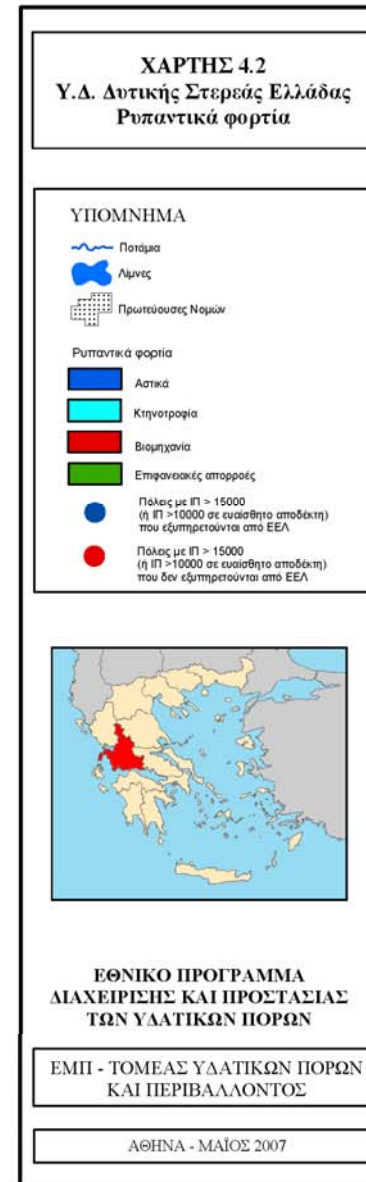 ΧΑΡΤΗΣ 4.2
Υ.Δ. Δυτικής Στερεάς Ελλάδας
Ρυπαντικά φορτία
ΥΠΟΜΝΗΜΑ
Ποτάμια
Λίμνες
Πρωτεύουσες Νομών
Ρυπαντικά φορτία
Αστικά
Κτηνοτροφία
Βιομηχανία
Επιφανειακές απορροές
Πόλεις με ΙΠ > 15000
(ή ΙΠ >10000 σε ευαίσθητο αποδέκτη)
που εξυπηρετούνται από ΕΕΛ
Πόλεις με ΙΠ > 15000
(ή ΙΠ >10000 σε ευαίσθητο αποδέκτη)
που δεν εξυπηρετούνται από ΕΕΛ
ΕΘΝΙΚΟ ΠΡΟΓΡΑΜΜΑ
ΔΙΑΧΕΙΡΙΣΗΣ ΚΑΙ ΠΡΟΣΤΑΣΙΑΣ
ΤΩΝ ΥΔΑΤΙΚΩΝ ΠΟΡΩΝ
ΕΜΠ - ΤΟΜΕΑΣ ΥΔΑΤΙΚΩΝ ΠΟΡΩΝ
ΚΑΙ ΠΕΡΙΒΑΛΛΟΝΤΟΣ
ΑΘΗΝΑ - ΜΑΪΟΣ 2007